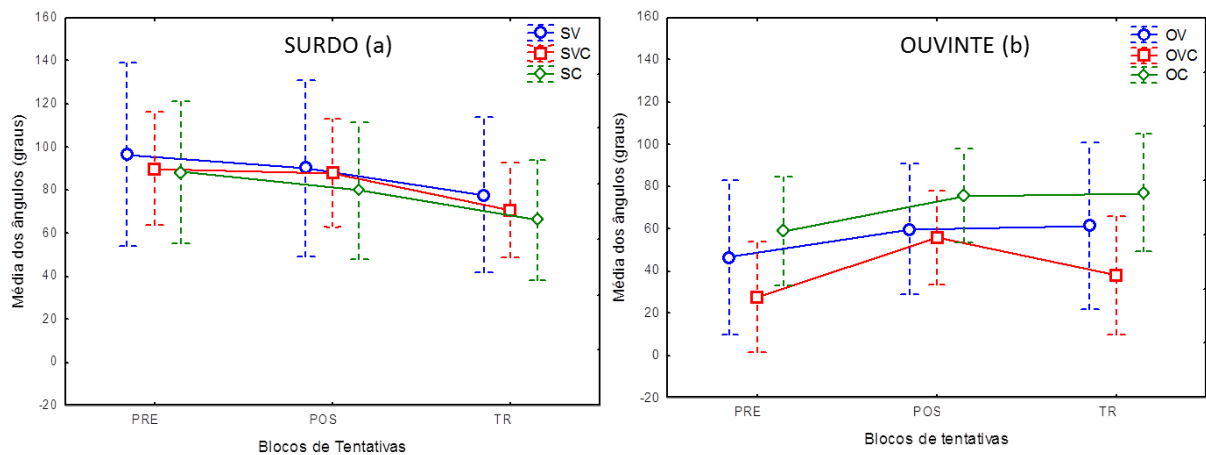 SURDO (a)
SV
SVC
SC
Média dos ângulos (graus)
160
140
120
100
80
60
40
20
0
-20
PRE
POS
TR
Blocos de Tentativas
OUVINTE (b)
OV
OVC
OC
Média dos ângulos (graus)
160
140
120
100
80
60
40
20
0
-20
PRE
POS
TR
Blocos de tentativas